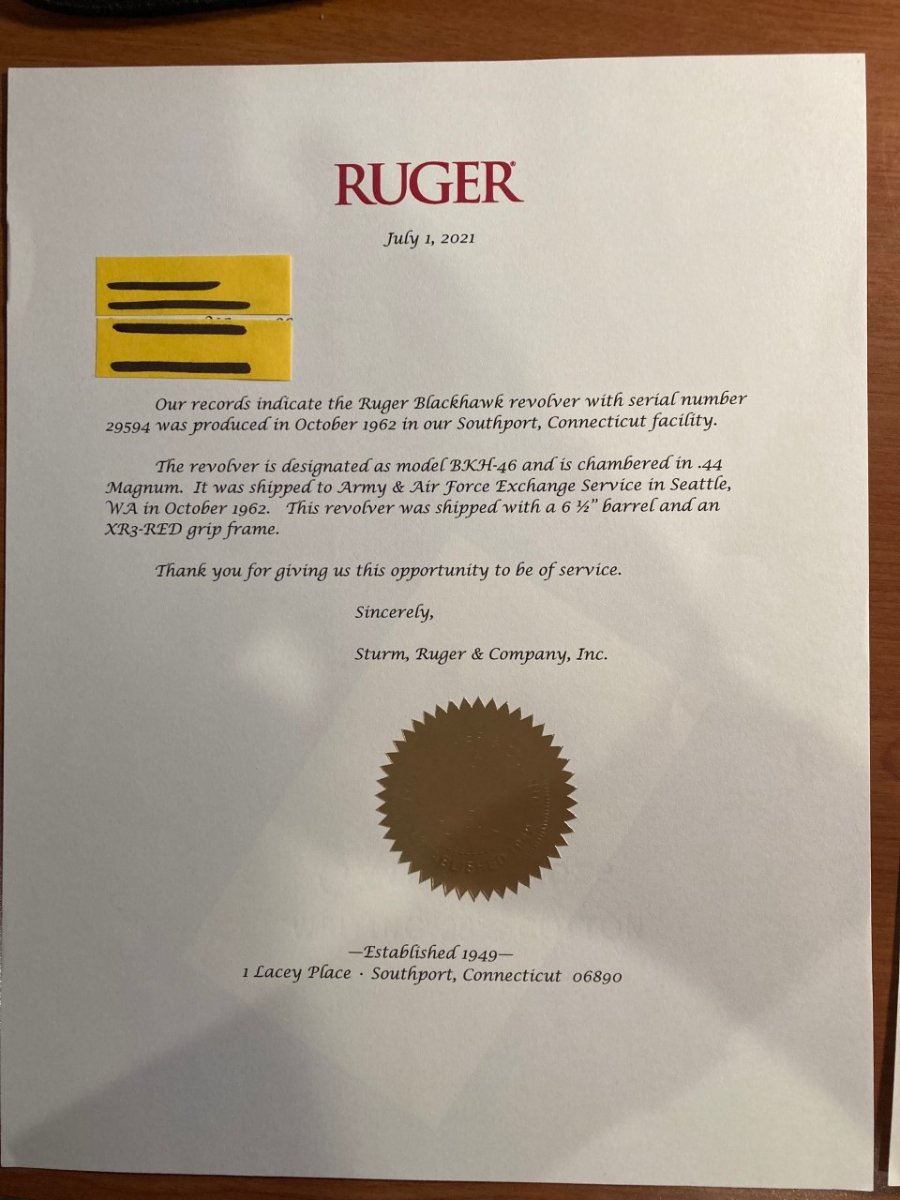 RUGER®
July 1, 2021
Our records indicate the Ruger Blackhawk revolver with serial number
29594 was produced in October 1962 in our Southport, Connecticut facility.
The revolver is designated as model BKH-46 and is chambered in .44
Magnum. It was shipped to Army & Air Force Exchange Service in Seattle,
WA in October 1962. This revolver was shipped with a 6 ½” barrel and an
XR3-RED grip frame.
Thank you for giving us this opportunity to be of service.
Sincerely,
Sturm, Ruger & Company, Inc.
—Established 1949—
1 Lacey Place · Southport, Connecticut 06890